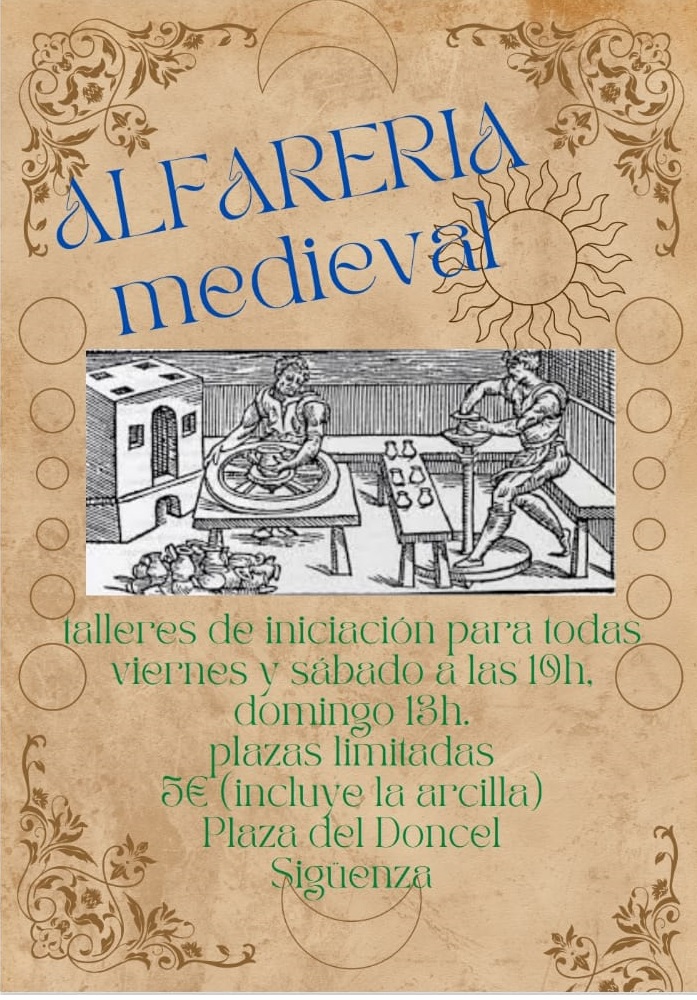 ALFARERIA
medieval
talleres de iniciación para todas
viernes y sábado a las 19h,
domingo 13h.
plazas limitadas
5€ (incluye la arcilla)
Plaza del Doncel
Sigüenza